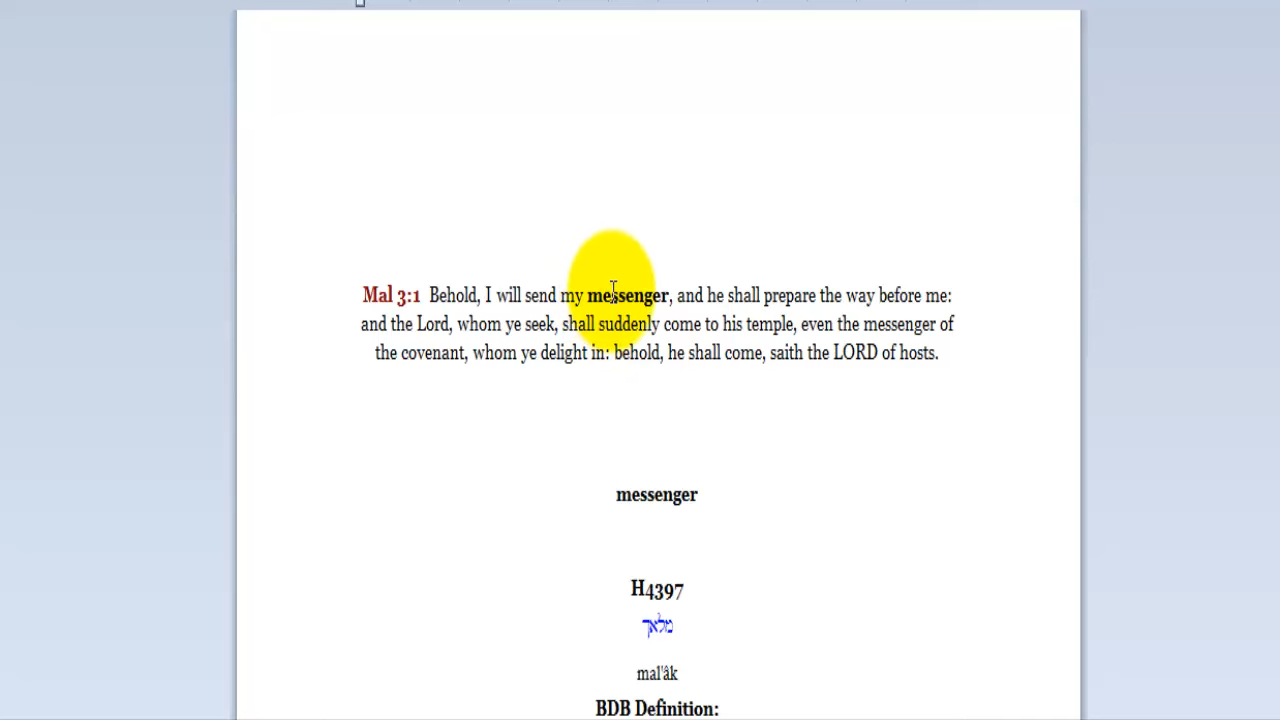 Mal 3:1 Behold, I will send my messenger, and he shall prepare the way before me:
and the Lord, whom ye seek, shall suddenly come to his temple, even the messenger of
the covenant, whom ye delight in: behold, he shall come, saith the LORD of hosts.
messenger
H4397
מלאך
mal'âk
BDB Definition: